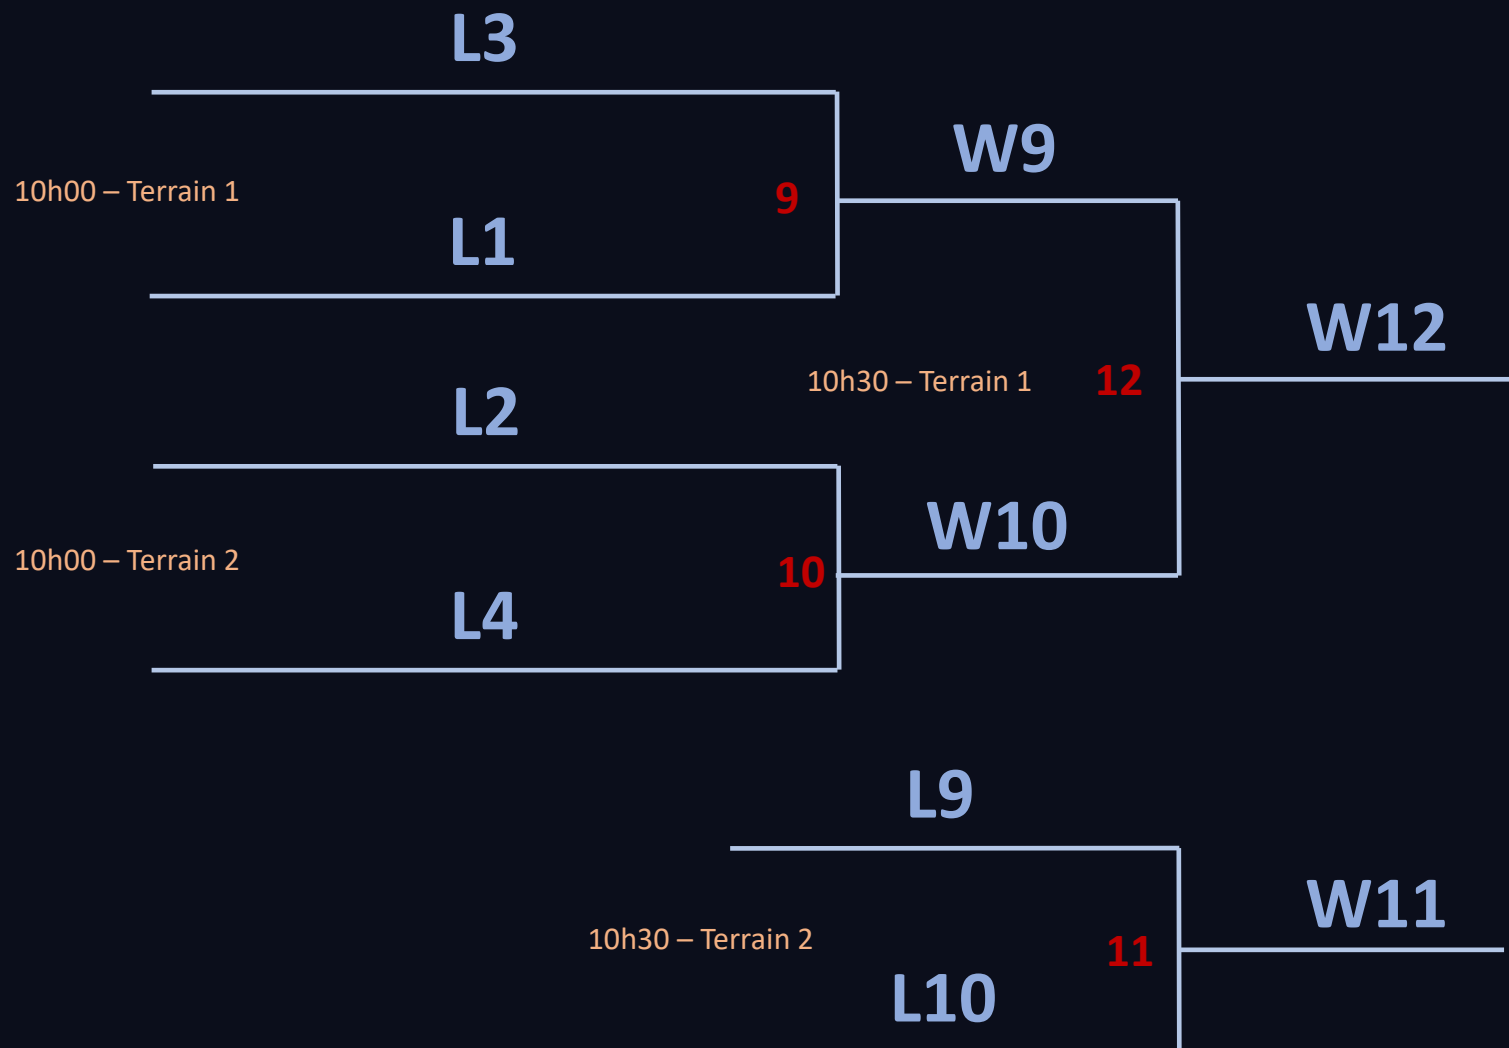 L3
W9
10h00 – Terrain 1
9
L1
W12
10h30 – Terrain 1
12
L2
W10
10h00 – Terrain 2
10
L4
L9
W11
10h30 – Terrain 2
11
L10